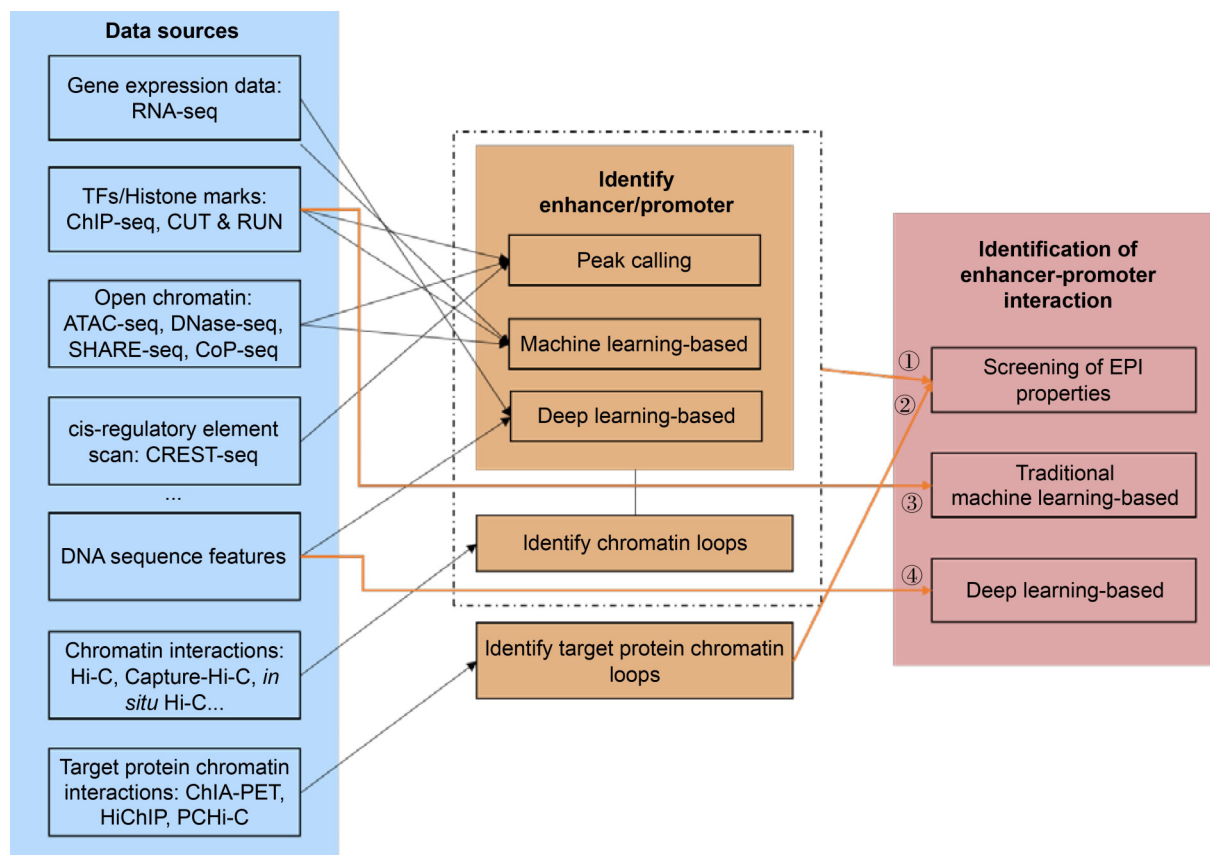 Data sources
Gene expression data:
RNA-seq
TFs/Histone marks:
ChIP-seq, CUT & RUN
Open chromatin:
ATAC-seq, DNase-seq,
SHARE-seq, CoP-seq
cis-regulatory element
scan: CREST-seq
...
DNA sequence features
Chromatin interactions:
Hi-C, Capture-Hi-C, in
situ Hi-C...
Target protein chromatin
interactions: ChIA-PET,
HiChIP, PCHi-C
Identify
enhancer/promoter
Peak calling
Machine learning-based
Deep learning-based
Identify chromatin loops
Identify target protein chromatin
loops
Identification of
enhancer-promoter
interaction
①
Screening of EPI
properties
②
Traditional
machine learning-based
③
④
Deep learning-based